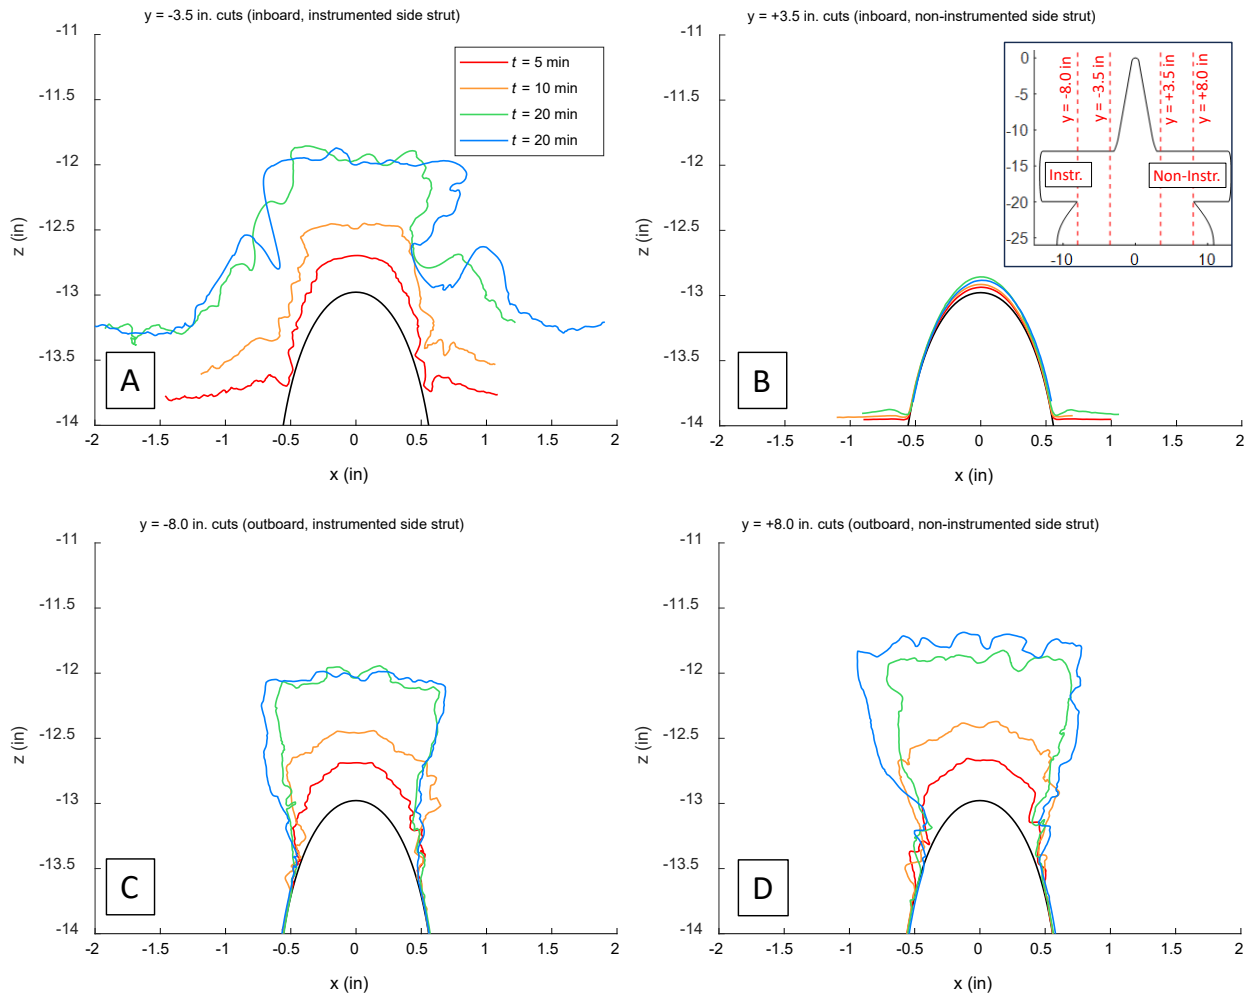 y = -3.5 in. cuts (inboard, instrumented side strut)
-11
-11.5
-12
-12.5
-13
-13.5
-14
z (in)
t = 5 min
t = 10 min
t = 20 min
t = 20 min
A
-2 -1.5 -1 -0.5 0 0.5 1 1.5 2
x (in)
y = +3.5 in. cuts (inboard, non-instrumented side strut)
-11
-11.5
-12
-12.5
-13
-13.5
-14
z (in)
0
-5
-10
-15
-20
-25
y = -8.0 in
y = -3.5 in
y = +3.5 in
y = +8.0 in
Instr.
Non-Instr.
-10 0 10
B
-2 -1.5 -1 -0.5 0 0.5 1 1.5 2
x (in)
y = -8.0 in. cuts (outboard, instrumented side strut)
-11
-11.5
-12
-12.5
-13
-13.5
-14
z (in)
C
-2 -1.5 -1 -0.5 0 0.5 1 1.5 2
x (in)
y = +8.0 in. cuts (outboard, non-instrumented side strut)
-11
-11.5
-12
-12.5
-13
-13.5
-14
z (in)
D
-2 -1.5 -1 -0.5 0 0.5 1 1.5 2
x (in)